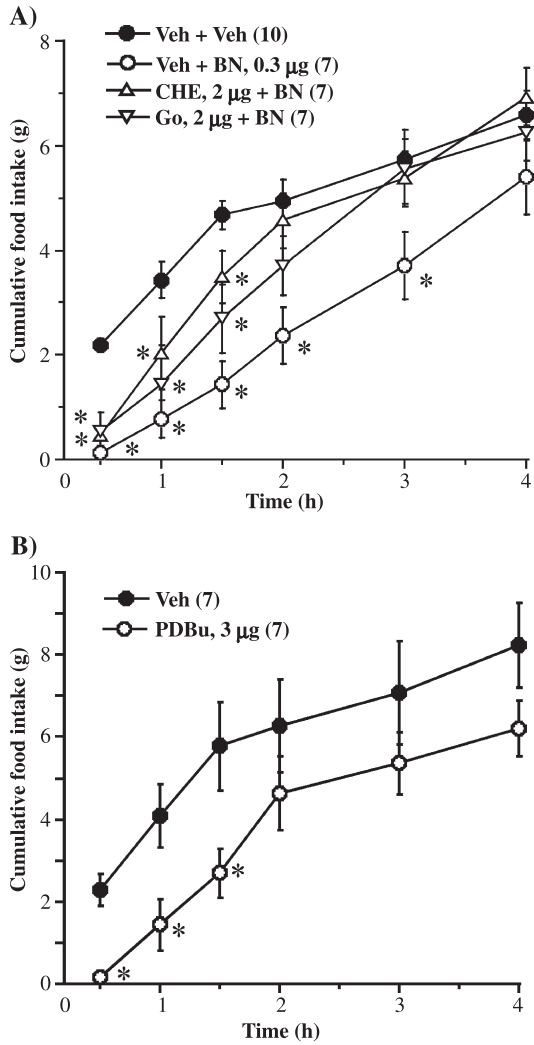 A)
Veh + Veh (10)
Veh + BN, 0.3 µg (7)
CHE, 2 µg + BN (7)
Go, 2 µg + BN (7)
Cumulative food intake (g)
8
6
4
2
0
*
*
*
*
*
*
*
*
*
*
*
0 1 2 3 4
Time (h)
B)
Veh (7)
PDBu, 3 µg (7)
Cumulative food intake (g)
10
8
6
4
2
0
*
*
*
0 1 2 3 4
Time (h)